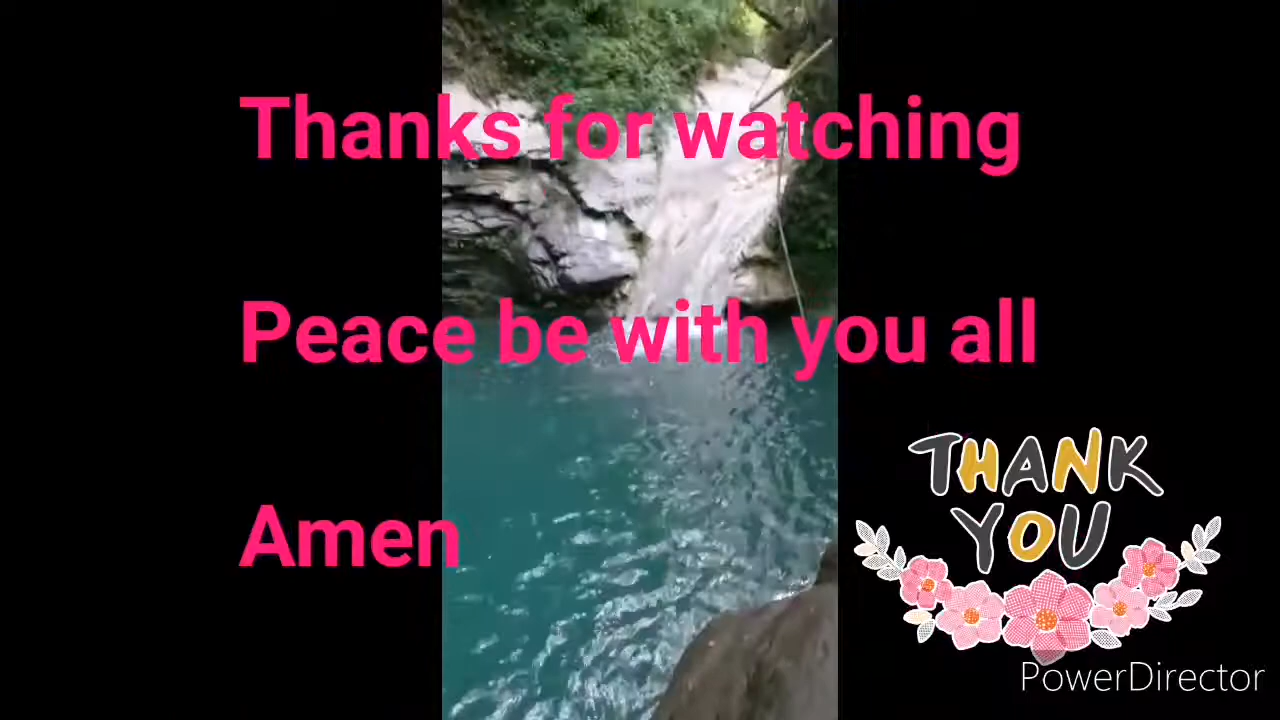 Thanks for watching
Peace be with you all
Amen
THANK
YOU
PowerDirector